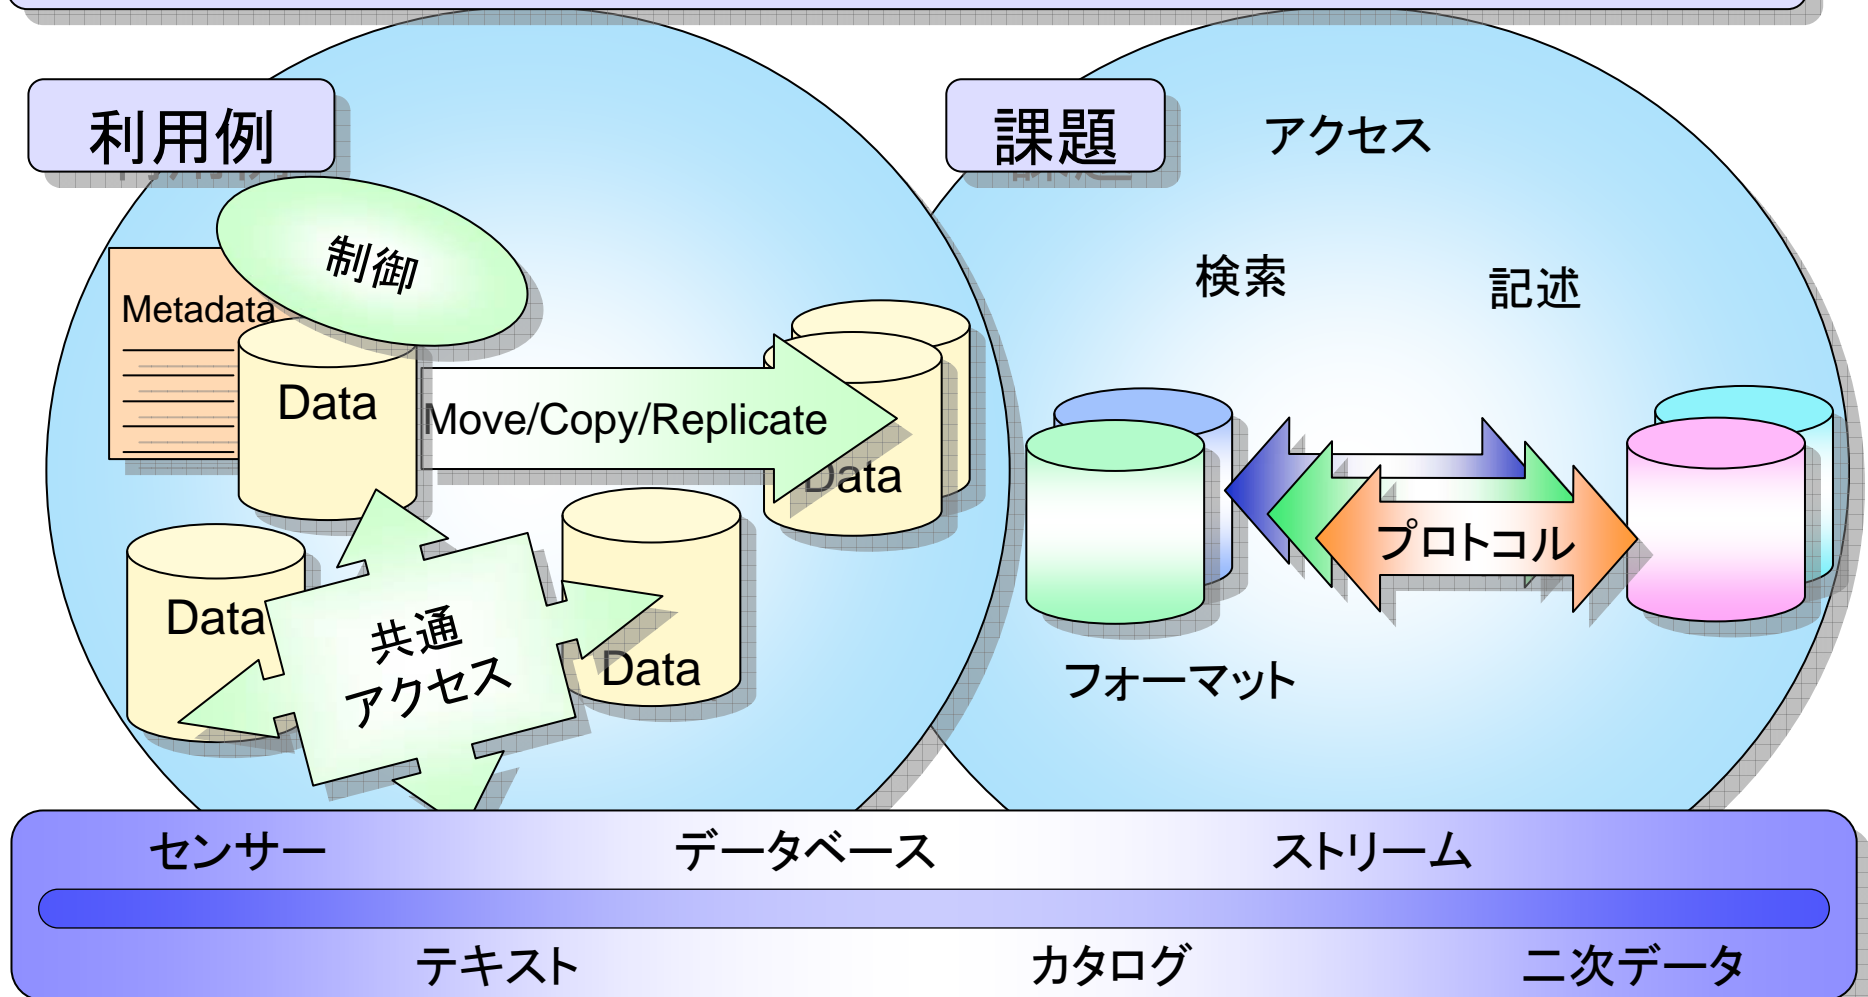 利用例
課題
アクセス
制御
検索
記述
Metadata
Data
Move/Copy/Replicate
Data
プロトコル
Data
共通
アクセス
Data
フォーマット
センサー
データベース
ストリーム
テキスト
カタログ
二次データ